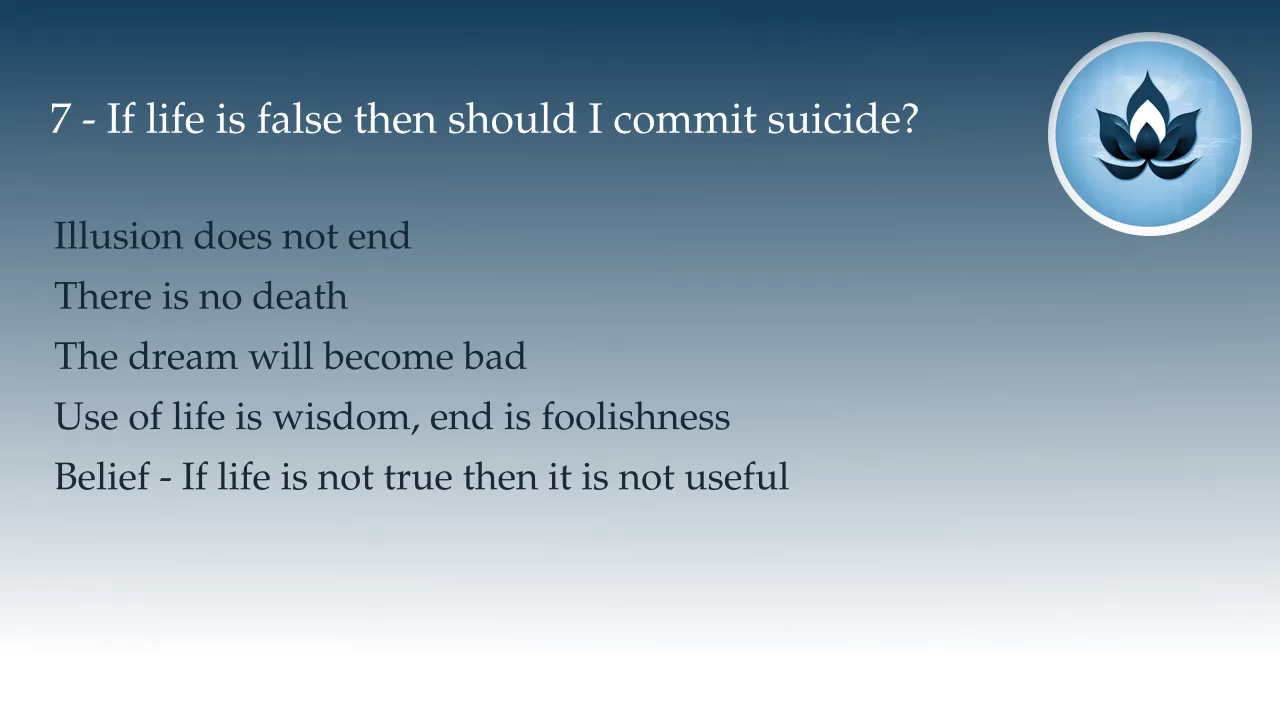 7 - If life is false then should I commit suicide?
Illusion does not end
There is no death
The dream will become bad
Use of life is wisdom, end is foolishness
Belief - If life is not true then it is not useful